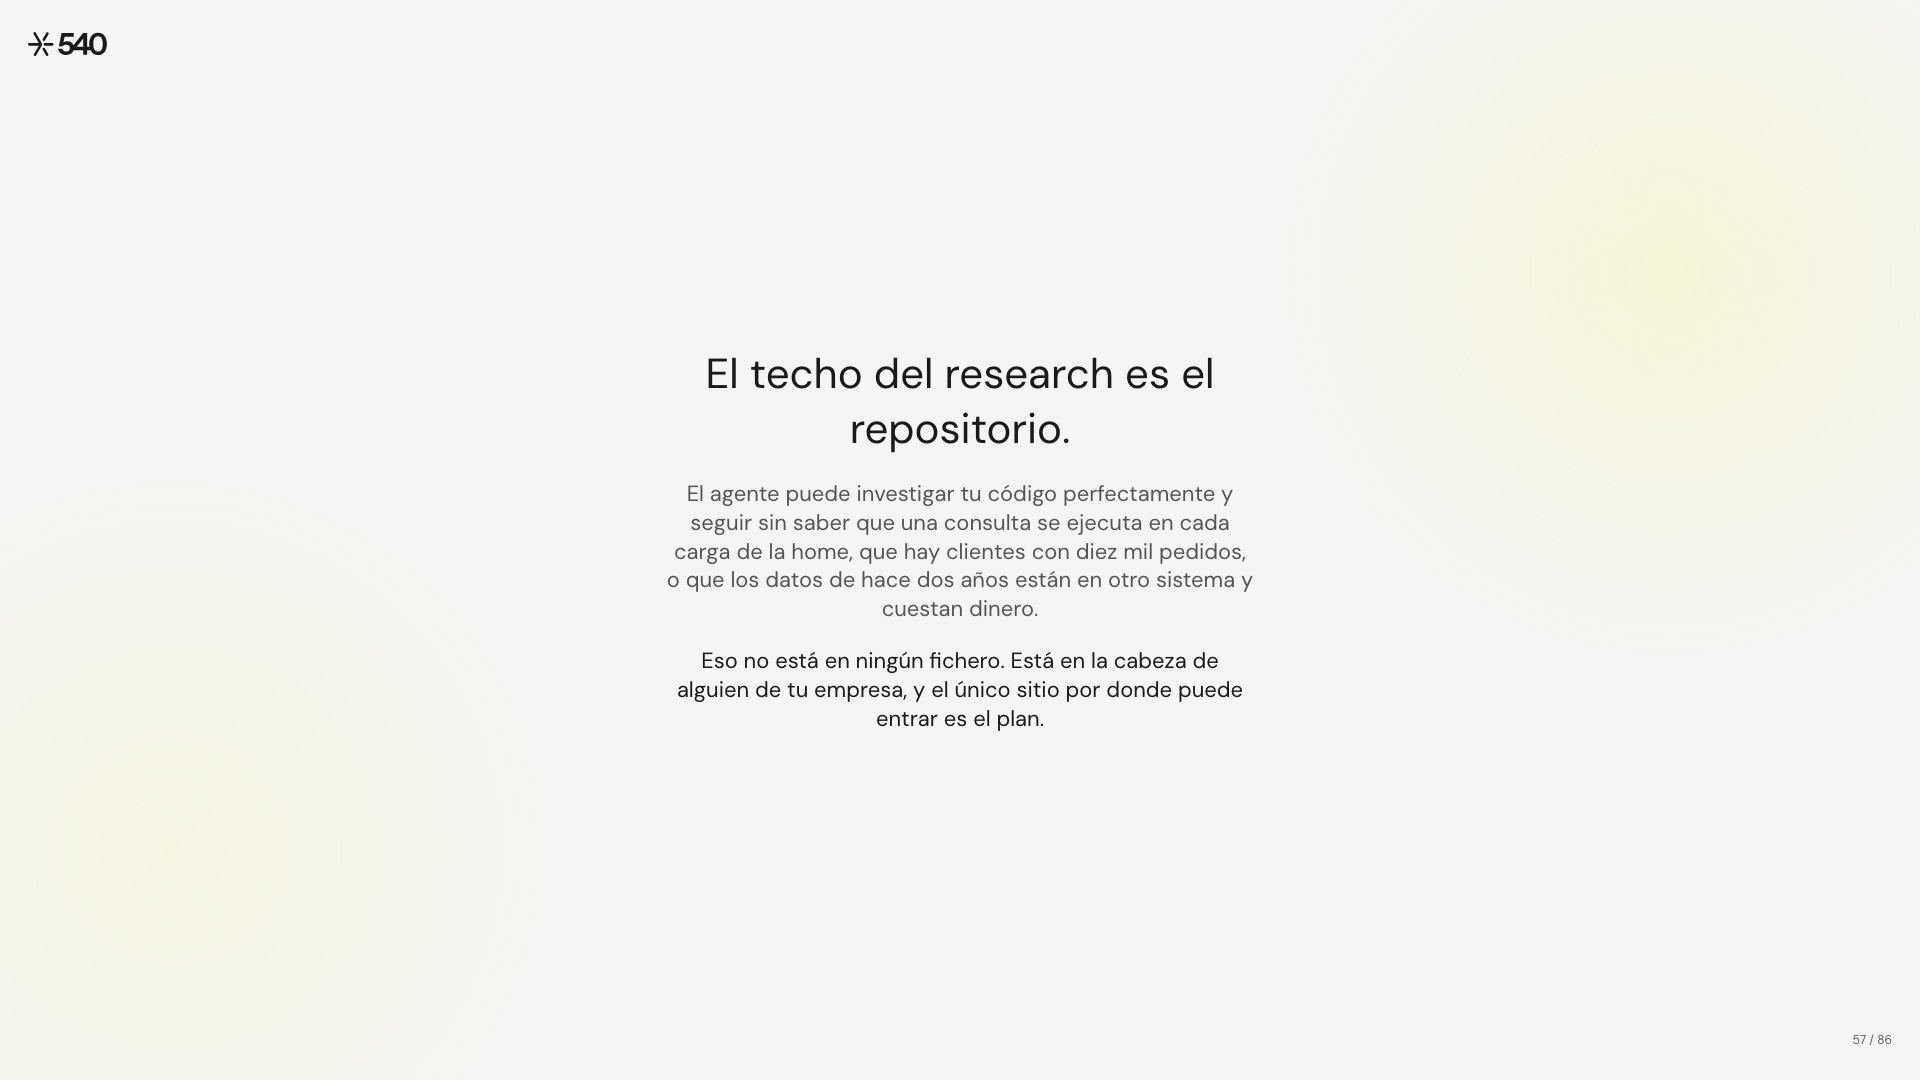 540
El techo del research es el
repositorio.
El agente puede investigar tu código perfectamente y
seguir sin saber que una consulta se ejecuta en cada
carga de la home, que hay clientes con diez mil pedidos,
o que los datos de hace dos años están en otro sistema y
cuestan dinero.
Eso no está en ningún fichero. Está en la cabeza de
alguien de tu empresa, y el único sitio por donde puede
entrar es el plan.
57 / 86